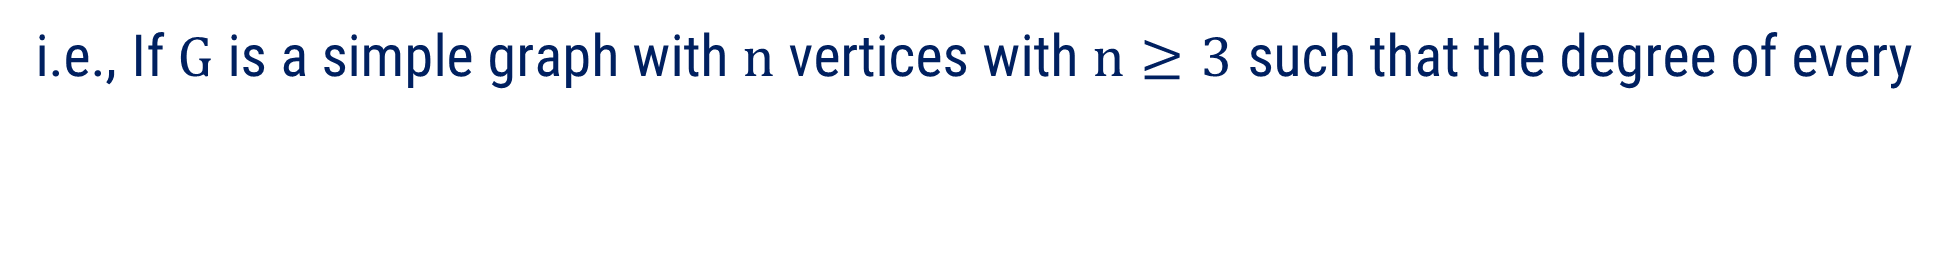 i.e., If G is a simple graph with n vertices with n ≥ 3 such that the degree of every